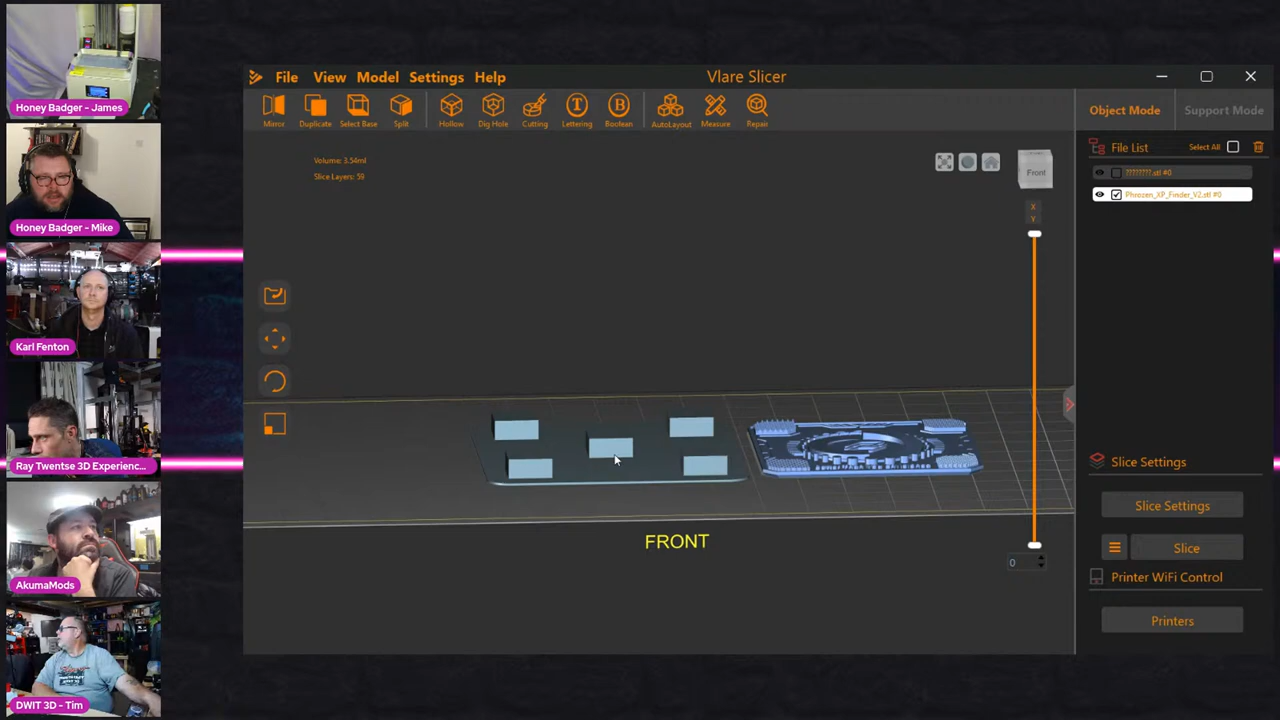 Honey Badger - James
Honey Badger - Mike
Karl Fenton
Ray Twentse 3D Experienc...
AkumaMods
DWIT 3D - Tim
File View Model Settings Help
Vlare Slicer
Mirror Duplicate Select Base Split Hollow Dig Hole Cutting Lettering Boolean AutoLayout Measure Repair
Object Mode
Support Mode
Volume: 3.54ml
Slice Layers: 59
Front
X
Y
File List
Select All
????????.stl #0
Phrozen_XP_Finder_V2.stl #0
FRONT
0
Slice Settings
Slice Settings
Slice
Printer WiFi Control
Printers